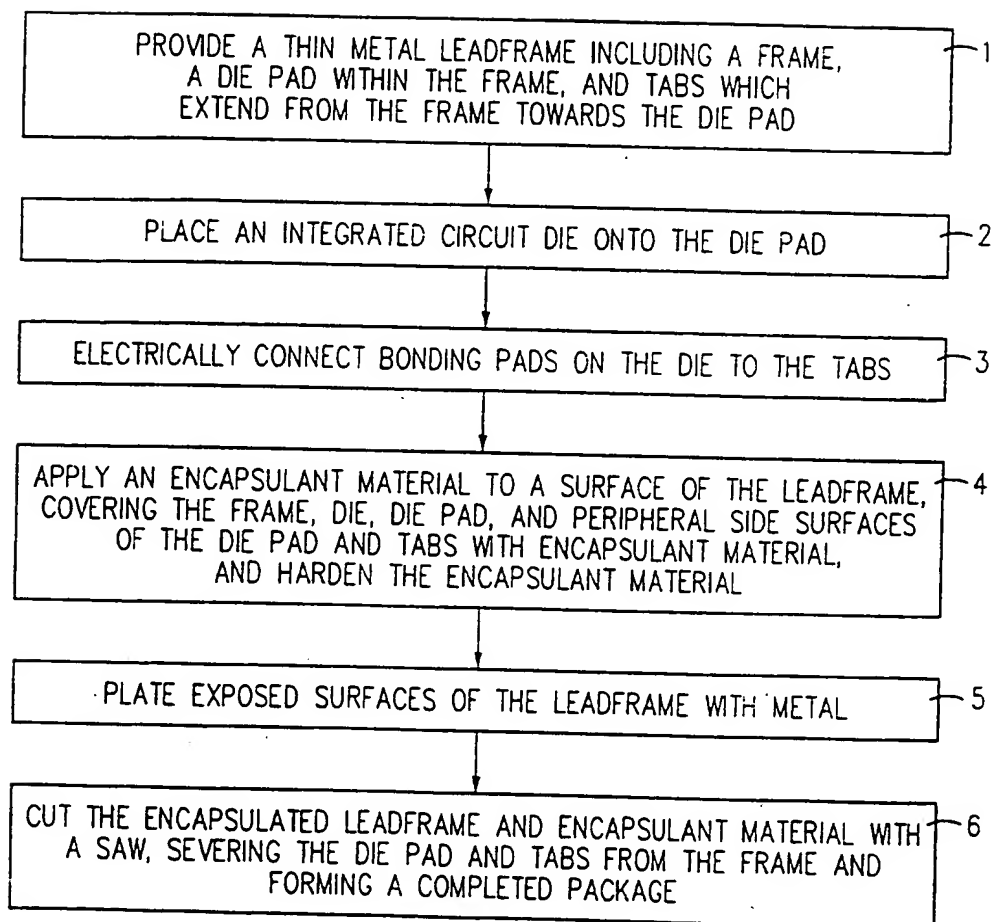 PROVIDE A THIN METAL LEADFRAME INCLUDING A FRAME,
A DIE PAD WITHIN THE FRAME, AND TABS WHICH
EXTEND FROM THE FRAME TOWARDS THE DIE PAD
1
PLACE AN INTEGRATED CIRCUIT DIE ONTO THE DIE PAD
2
ELECTRICALLY CONNECT BONDING PADS ON THE DIE TO THE TABS
3
APPLY AN ENCAPSULANT MATERIAL TO A SURFACE OF THE LEADFRAME,
COVERING THE FRAME, DIE, DIE PAD, AND PERIPHERAL SIDE SURFACES
OF THE DIE PAD AND TABS WITH ENCAPSULANT MATERIAL,
AND HARDEN THE ENCAPSULANT MATERIAL
4
PLATE EXPOSED SURFACES OF THE LEADFRAME WITH METAL
5
CUT THE ENCAPSULATED LEADFRAME AND ENCAPSULANT MATERIAL WITH
A SAW, SEVERING THE DIE PAD AND TABS FROM THE FRAME AND
FORMING A COMPLETED PACKAGE
6